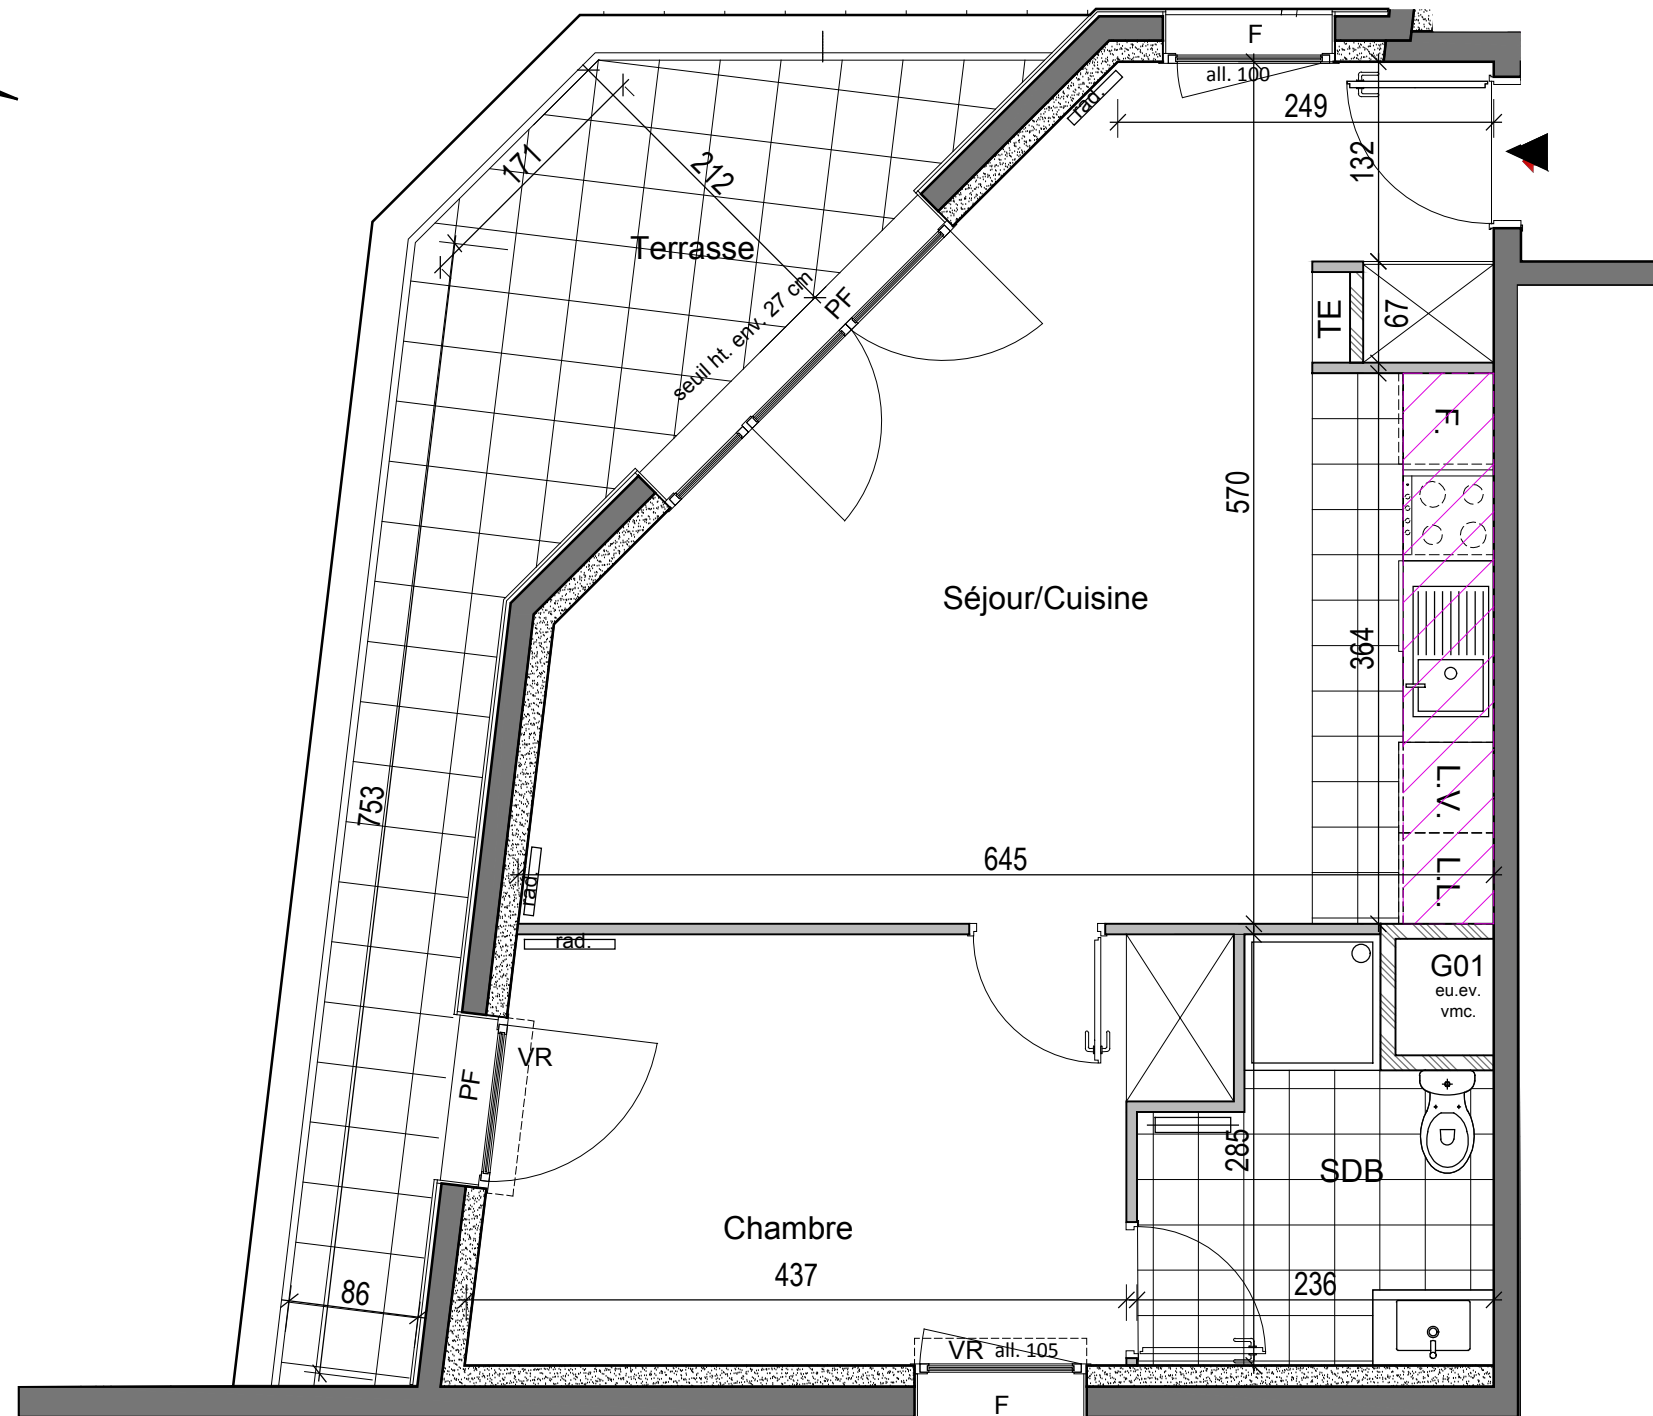 F
all. 100
rad.
249
132
171
212
Terrasse
seuil ht. env. 27 cm
PF
TE
67
F.
570
Séjour/Cuisine
364
753
L.V.
645
L.L.
rad.
rad.
G01
eu.ev.
vmc.
VR
PF
285
SDB
Chambre
437
236
86
VR all. 105
F